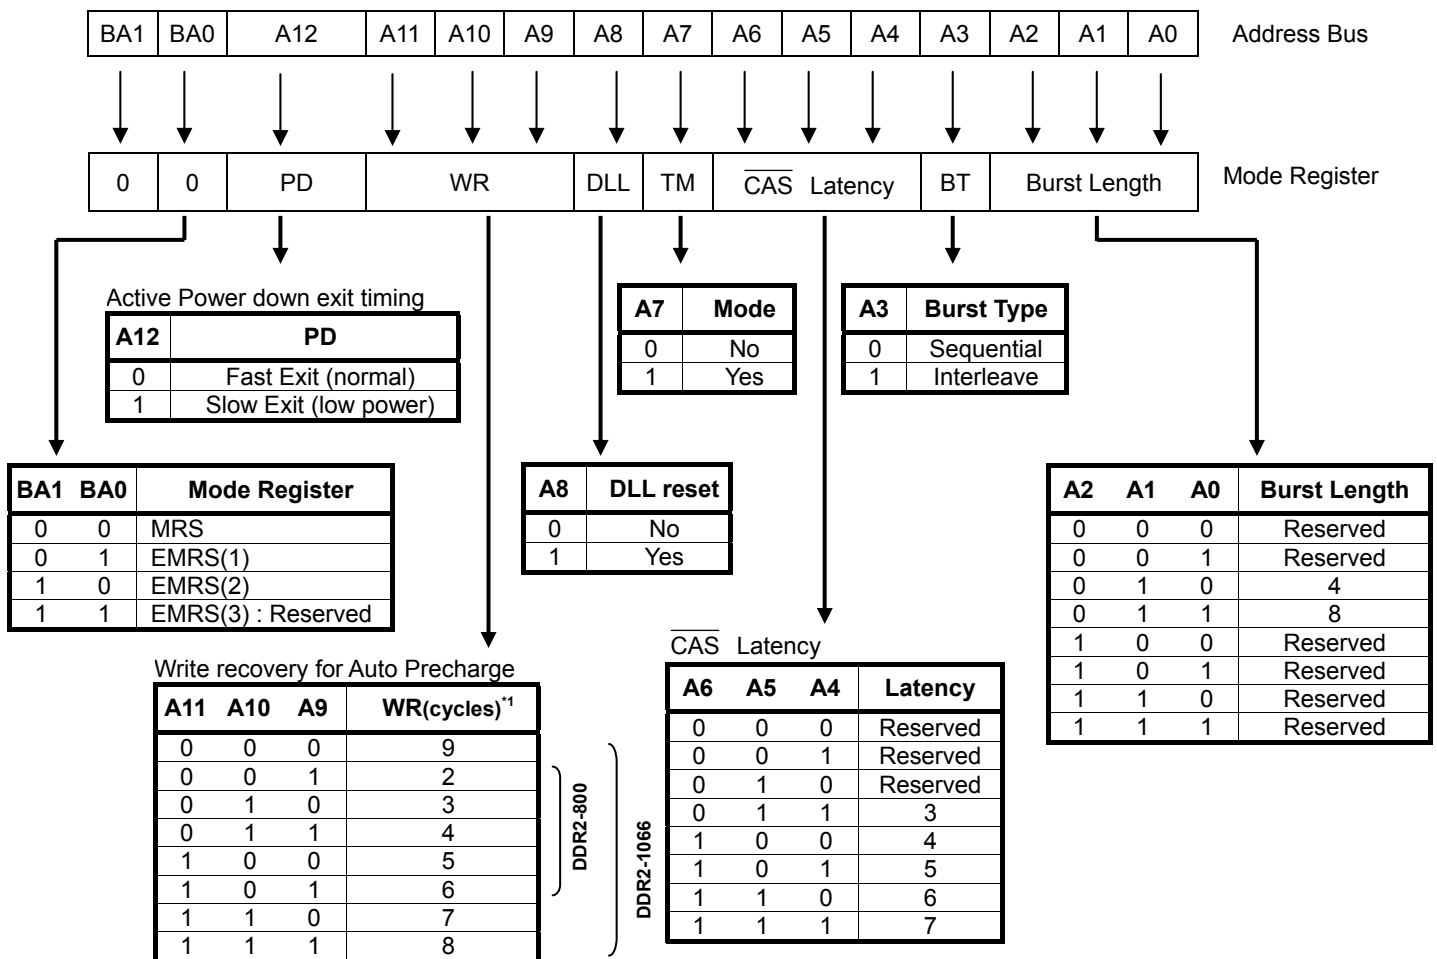 BA1 BA0 A12 A11 A10 A9 A8 A7 A6 A5 A4 A3 A2 A1 A0 Address Bus
0 0 PD WR DLL TM CAS Latency BT Burst Length Mode Register
Active Power down exit timing
A12 PD
0 Fast Exit (normal)
1 Slow Exit (low power)
A7 Mode
0 No
1 Yes
A3 Burst Type
0 Sequential
1 Interleave
BA1 BA0 Mode Register
0 0 MRS
0 1 EMRS(1)
1 0 EMRS(2)
1 1 EMRS(3) : Reserved
A8 DLL reset
0 No
1 Yes
A2 A1 A0 Burst Length
0 0 0 Reserved
0 0 1 Reserved
0 1 0 4
0 1 1 8
1 0 0 Reserved
1 0 1 Reserved
1 1 0 Reserved
1 1 1 Reserved
Write recovery for Auto Precharge
A11 A10 A9 WR(cycles)*1
0 0 0 9
0 0 1 2
0 1 0 3
0 1 1 4
1 0 0 5
1 0 1 6
1 1 0 7
1 1 1 8
DDR2-800
DDR2-1066
CAS Latency
A6 A5 A4 Latency
0 0 0 Reserved
0 0 1 Reserved
0 1 0 Reserved
0 1 1 3
1 0 0 4
1 0 1 5
1 1 0 6
1 1 1 7